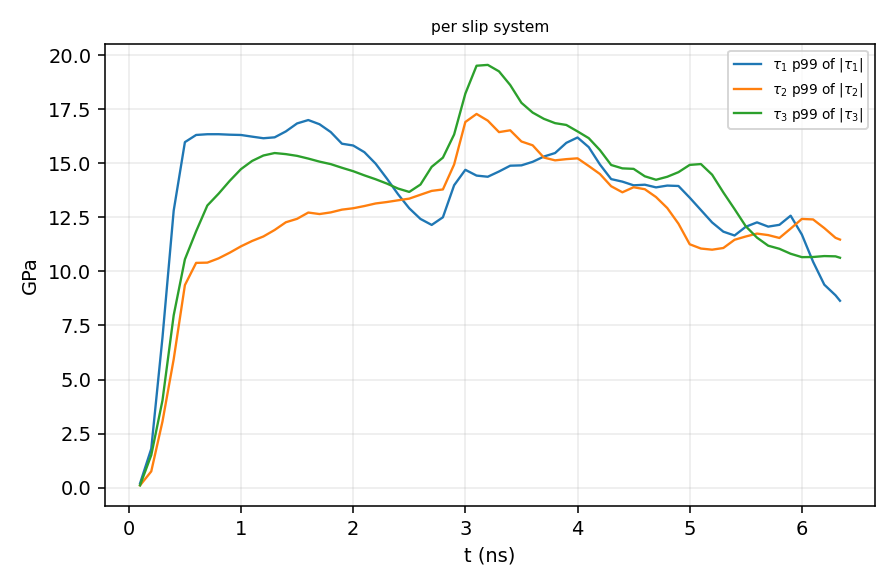 per slip system
20.0
17.5
15.0
12.5
10.0
7.5
5.0
2.5
0.0
GPa
0 1 2 3 4 5 6
t (ns)
τ₁ p99 of |τ₁|
τ₂ p99 of |τ₂|
τ₃ p99 of |τ₃|